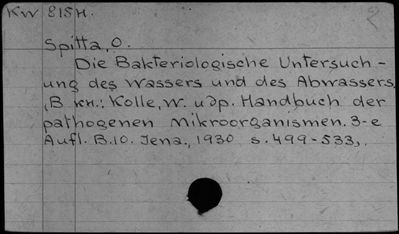 KW 815H.
Spitta, O.
Die Bakteriologische Untersuch-
ung des Wassers und des Abwassers.
(В кн.: Kolle, W. и др. Handbuch der
pathogenen Mikroorganismen. 3-e
Aufl. B.10. Jena., 1930 s. 499-533,.